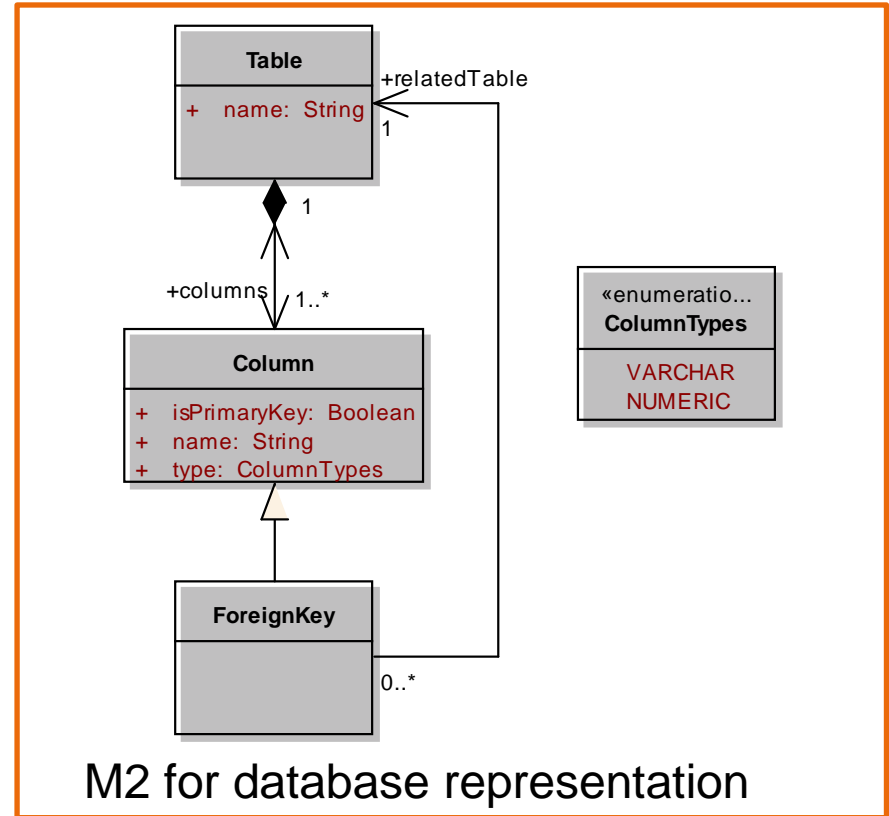 Table
+ name: String
+relatedTable
1
1
+columns
1..*
Column
+ isPrimaryKey: Boolean
+ name: String
+ type: ColumnTypes
«enumeratio...
ColumnTypes
VARCHAR
NUMERIC
ForeignKey
0..*
M2 for database representation